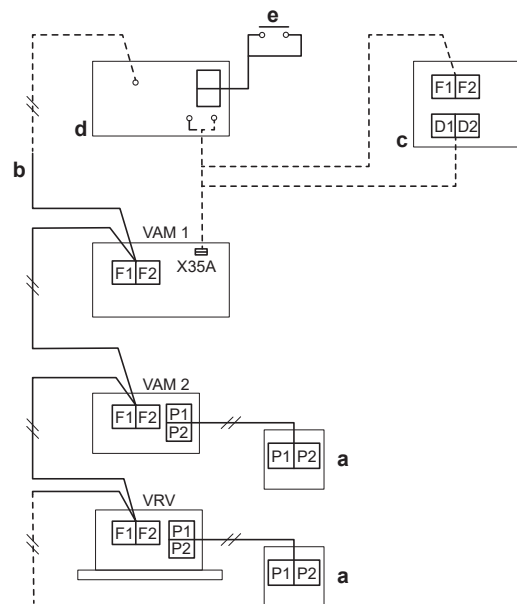 e
F1 F2
D1 D2
c
d
b
VAM 1
F1 F2
X35A
VAM 2
F1 F2
P1
P2
P1 P2
a
VRV
F1 F2
P1
P2
P1 P2
a